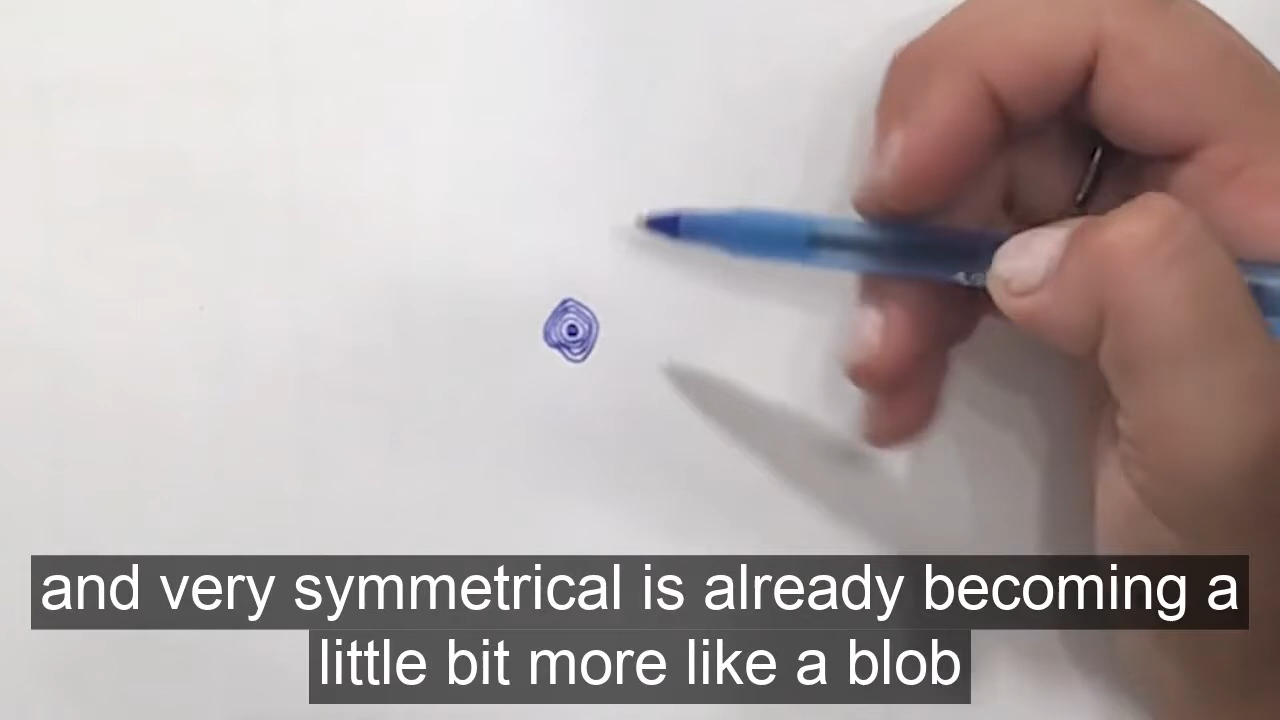 and very symmetrical is already becoming a
little bit more like a blob